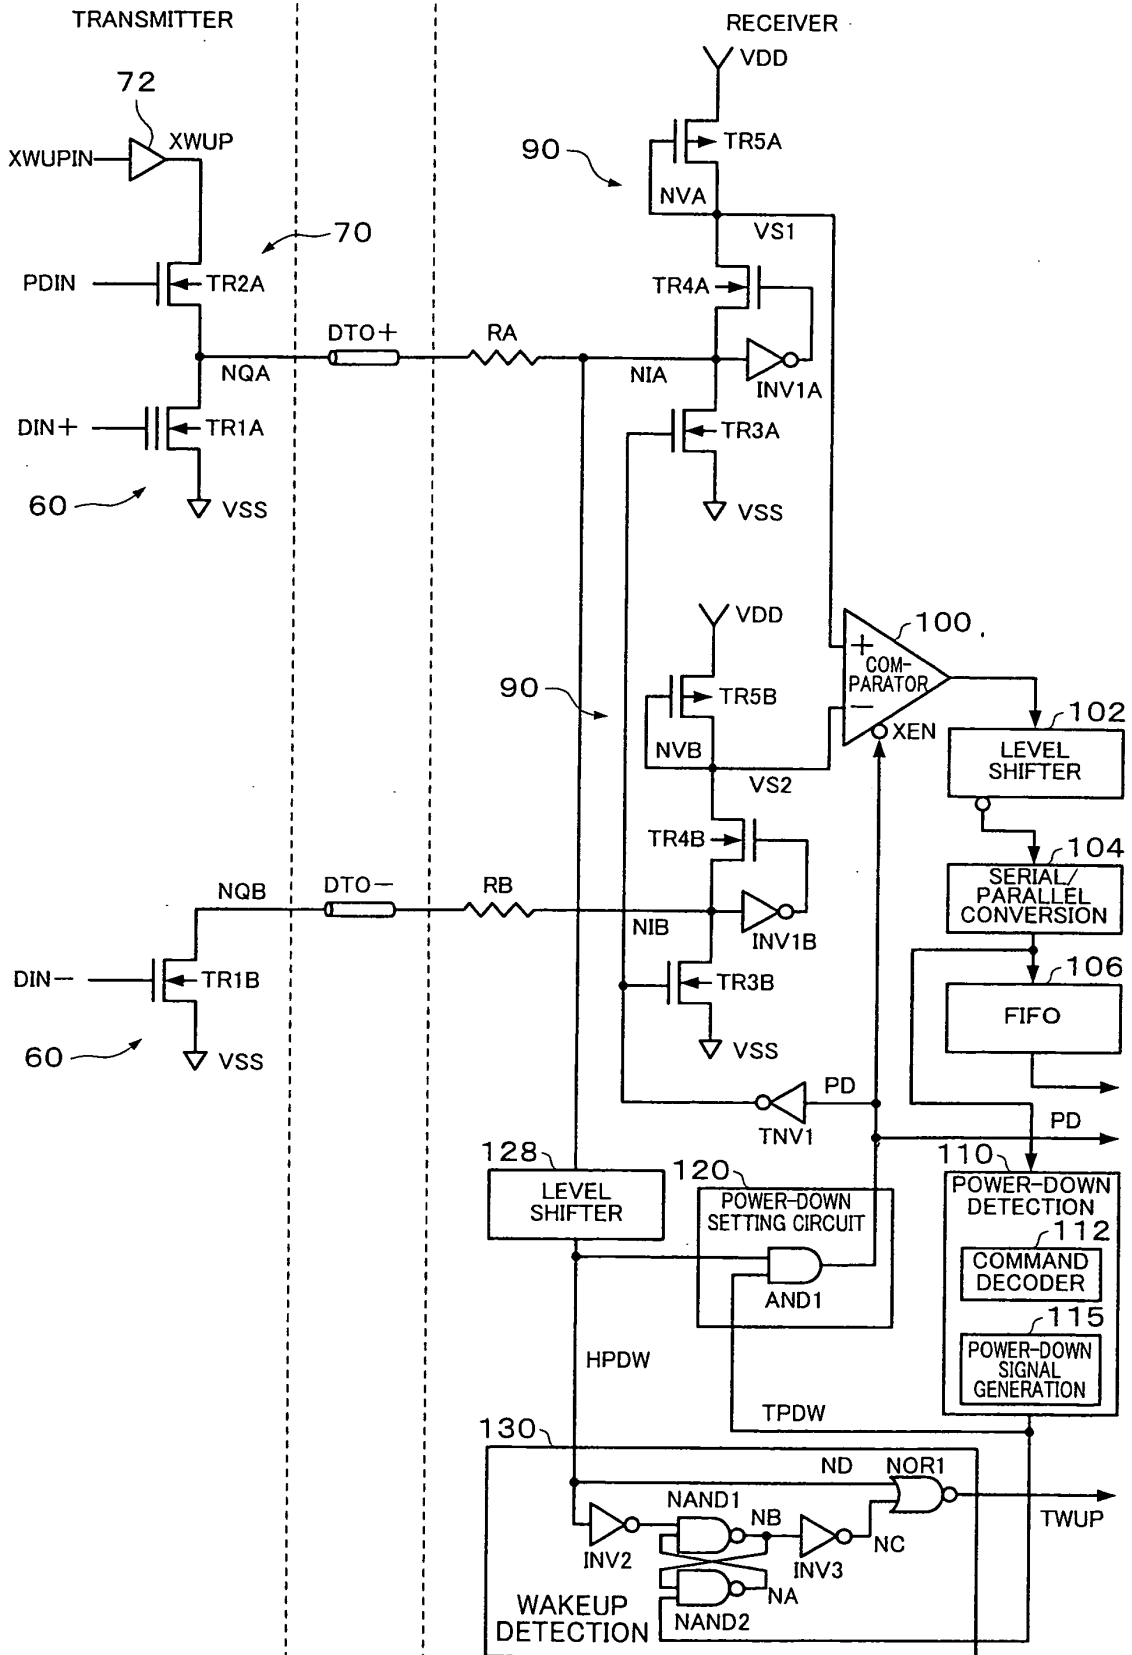 TRANSMITTER
RECEIVER
VDD
72
XWUPIN
XWUP
90
TR5A
NVA
VS1
70
PDIN
TR2A
TR4A
DTO+
RA
NQA
NIA
INV1A
DIN+
TR1A
TR3A
60
VSS
VSS
VDD
100
+
COM-
PARATOR
−
90
TR5B
XEN
102
NVB
VS2
LEVEL
SHIFTER
TR4B
104
SERIAL/
PARALLEL
CONVERSION
NQB
DTO−
RB
NIB
INV1B
DIN−
TR1B
TR3B
106
FIFO
60
VSS
VSS
PD
TNV1
PD
128
LEVEL
SHIFTER
120
POWER-DOWN
SETTING CIRCUIT
AND1
110
POWER-DOWN
DETECTION
112
COMMAND
DECODER
115
POWER-DOWN
SIGNAL
GENERATION
HPDW
TPDW
130
ND
NOR1
TWUP
NAND1
NB
INV2
INV3
NC
NA
NAND2
WAKEUP
DETECTION